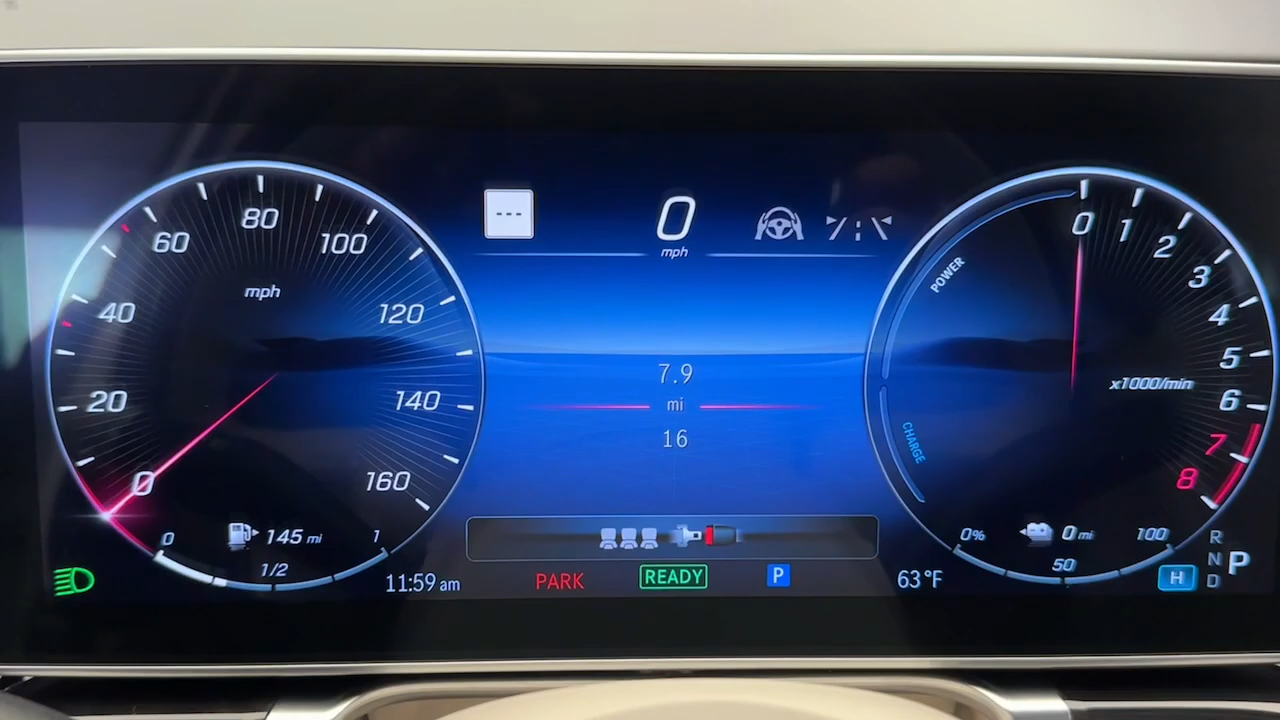 80
60
100
mph
40
120
20
140
0
160
0
145 mi
1
1/2
---
0
mph
7.9
mi
16
11:59 am
PARK
READY
P
63 °F
POWER
CHARGE
0
1
2
3
4
5
6
7
8
x1000/min
0%
0 mi
100
50
H
R
N
D
P